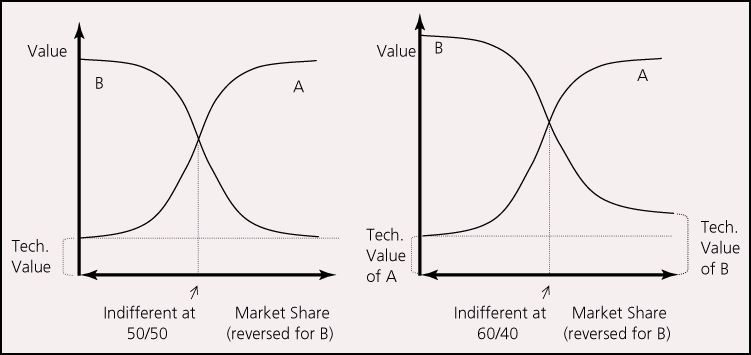 Value
B
A
Tech.
Value
Indifferent at
50/50
Market Share
(reversed for B)
Value
B
A
Tech.
Value
of A
Tech.
Value
of B
Indifferent at
60/40
Market Share
(reversed for B)